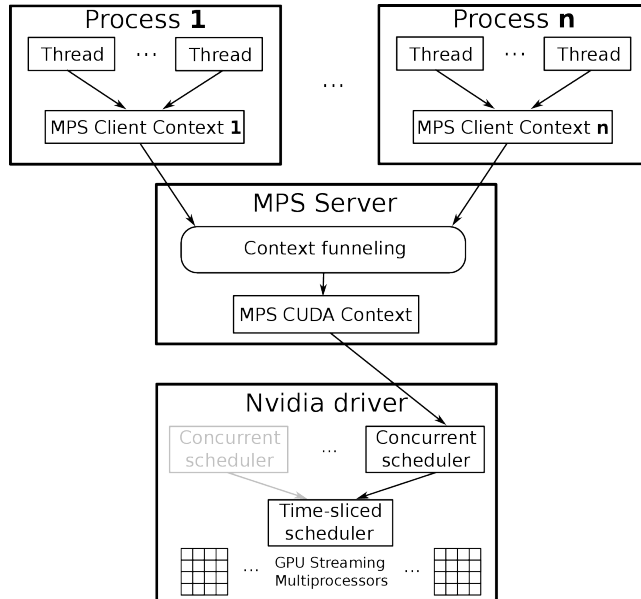 Process 1
Process n
Thread ... Thread
...
Thread ... Thread
MPS Client Context 1
MPS Client Context n
MPS Server
Context funneling
MPS CUDA Context
Nvidia driver
Concurrent
scheduler
...
Concurrent
scheduler
Time-sliced
scheduler
... GPU Streaming ...
Multiprocessors